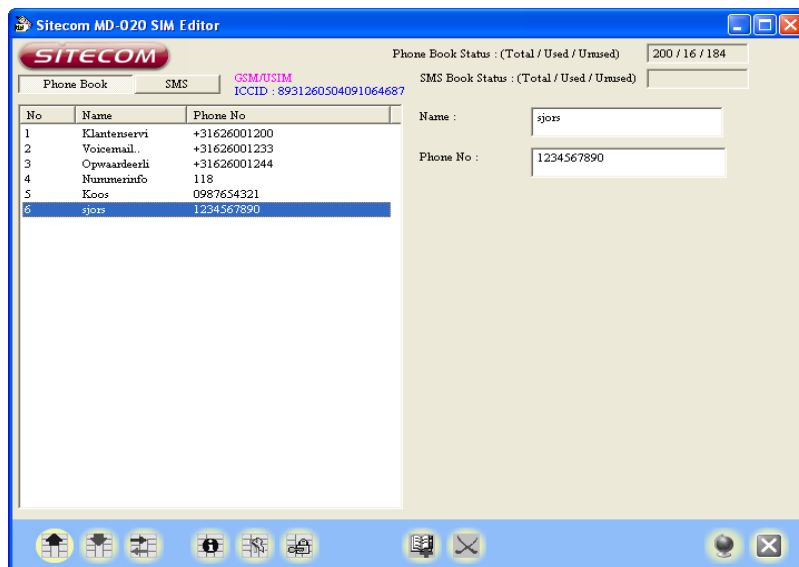 Sitecom MD-020 SIM Editor
SITECOM
Phone Book Status : (Total / Used / Unused) 200 / 16 / 184
Phone Book SMS
GSM/USIM
ICCID : 8931260504091064687
SMS Book Status : (Total / Used / Unused)
No Name Phone No
1 Klantenservi +31626001200
2 Voicemail.. +31626001233
3 Opwaardeerli +31626001244
4 Nummerinfo 118
5 Koos 0987654321
6 sjors 1234567890
Name : sjors
Phone No : 1234567890